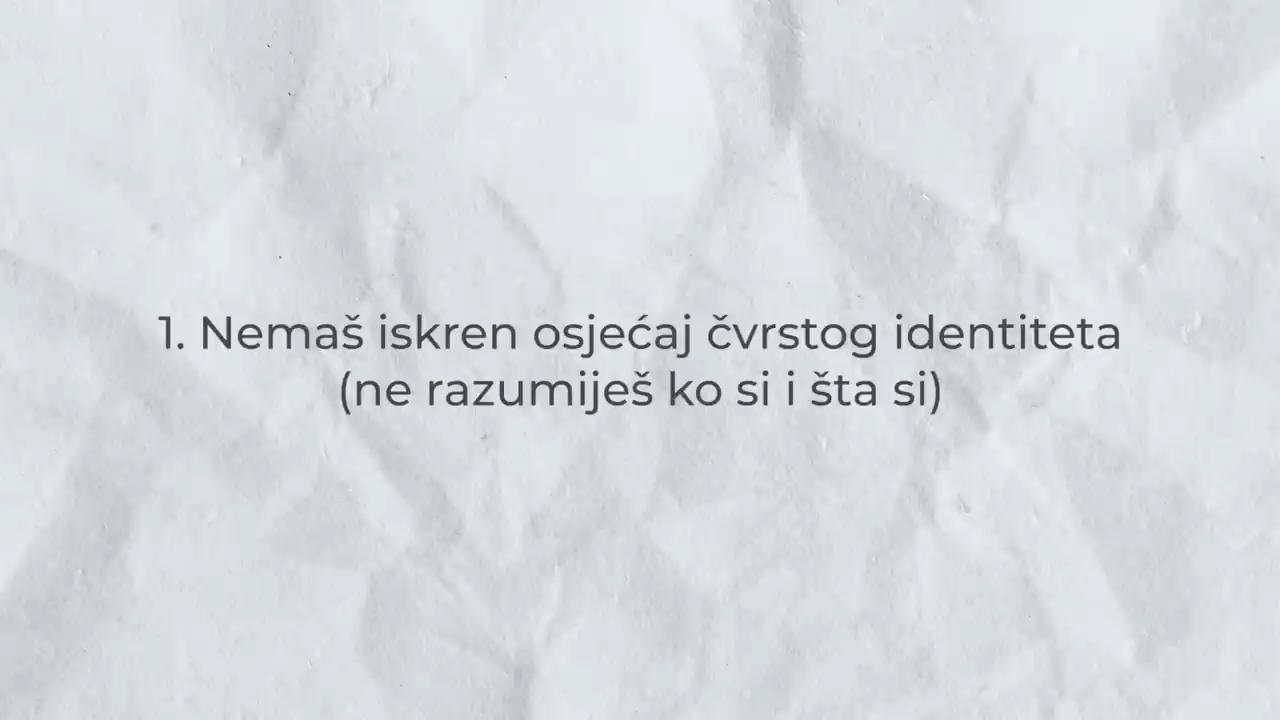 1. Nemaš iskren osjećaj čvrstog identiteta
(ne razumiješ ko si i šta si)